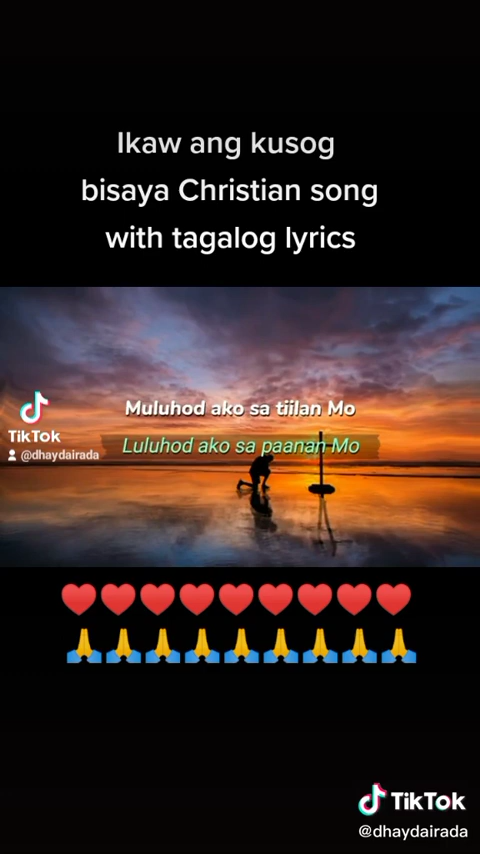 Ikaw ang kusog
bisaya Christian song
with tagalog lyrics
Muluhod ako sa tiilan Mo
Luluhod ako sa paanan Mo
TikTok
@dhaydairada
TikTok
@dhaydairada